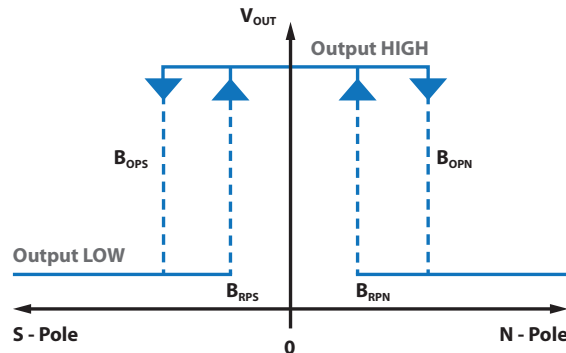 VOUT
Output HIGH
BOPS
BOPN
Output LOW
BRPS
BRPN
S - Pole
N - Pole
0